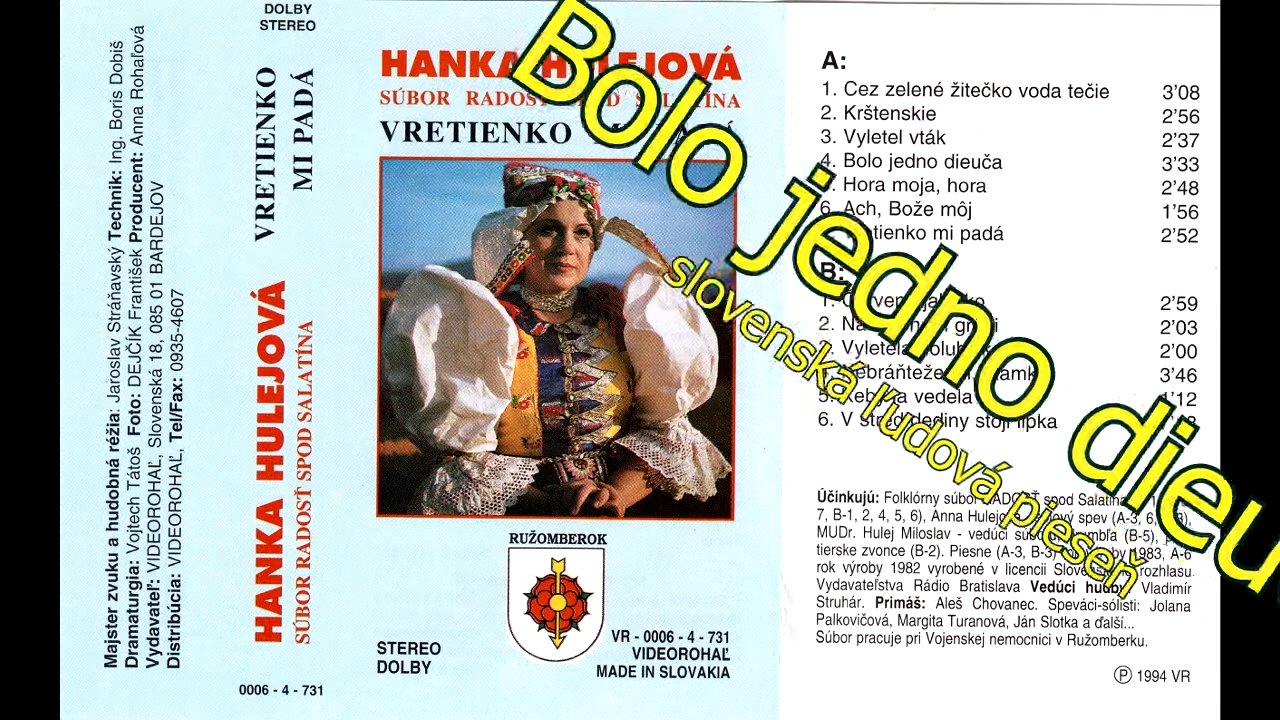 Majster zvuku a hudobná réžia: Jaroslav Stráňavský Technik: Ing. Boris Dobiš
Dramaturgia: Vojtech Tátoš Foto: DEJČÍK František Producent: Anna Rohaľová
Vydavateľ: VIDEOROHAĽ, Slovenská 18, 085 01 BARDEJOV
Distribúcia: VIDEOROHAĽ, Tel/Fax: 0935-4607
DOLBY
STEREO
VRETIENKO
MI PADÁ
HANKA HULEJOVÁ
SÚBOR RADOSŤ SPOD SALATÍNA
0006 - 4 - 731
HANKA HULEJOVÁ
SÚBOR RADOSŤ SALATÍNA
VRETIENKO
RUŽOMBEROK
STEREO
DOLBY
VR - 0006 - 4 - 731
VIDEOROHAĽ
MADE IN SLOVAKIA
Bolo jedno dieu
slovenská ľudová pieseň
A:
1. Cez zelené žitečko voda tečie 3'08
2. Krštenskie 2'56
3. Vyletel vták 2'37
4. Bolo jedno dieuča 3'33
Hora moja, hora 2'48
6. Ach, Bože môj 1'56
mi padá 2'52
B:
1. 2'59
2. 2'03
Vyletela 2'00
3'46
5. vedela 1'12
6. V dediny stojí lipka
Účinkujú: Folklórny súbor RADOSŤ spod Salatína
7, B-1, 2, 4, 5, 6), Anna spev (A-3, 6,
MUDr. Hulej Miloslav - vedúci (B-5),
tierske zvonce (B-2). Piesne (A-3, B-3) 1983, A-6
rok výroby 1982 vyrobené v licencii rozhlasu
Vydavateľstva Rádio Bratislava Vedúci hudby: Vladimír
Struhár. Primáš: Aleš Chovanec. Speváci-sólisti: Jolana
Palkovičová, Margita Turanová, Ján Slotka a ďalší...
Súbor pracuje pri Vojenskej nemocnici v Ružomberku.
Ⓟ 1994 VR